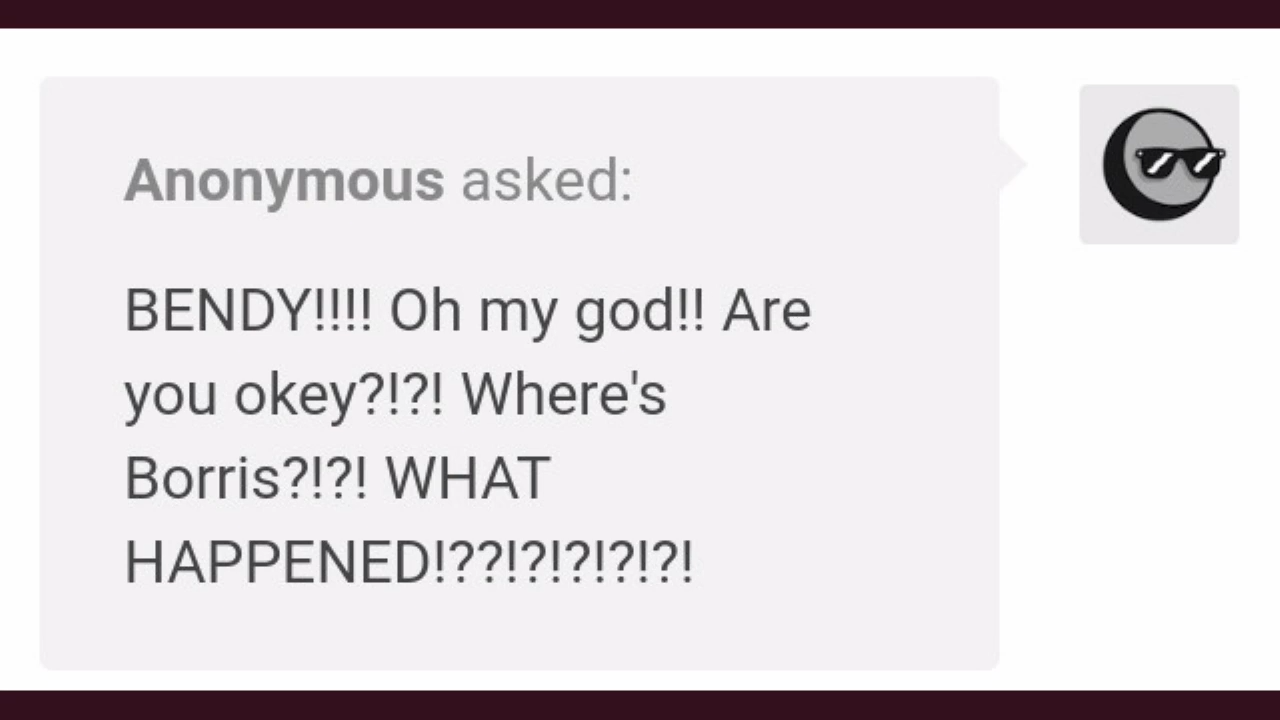 Anonymous asked:
BENDY!!!! Oh my god!! Are
you okey?!?! Where's
Borris?!?! WHAT
HAPPENED!??!?!?!?!?!